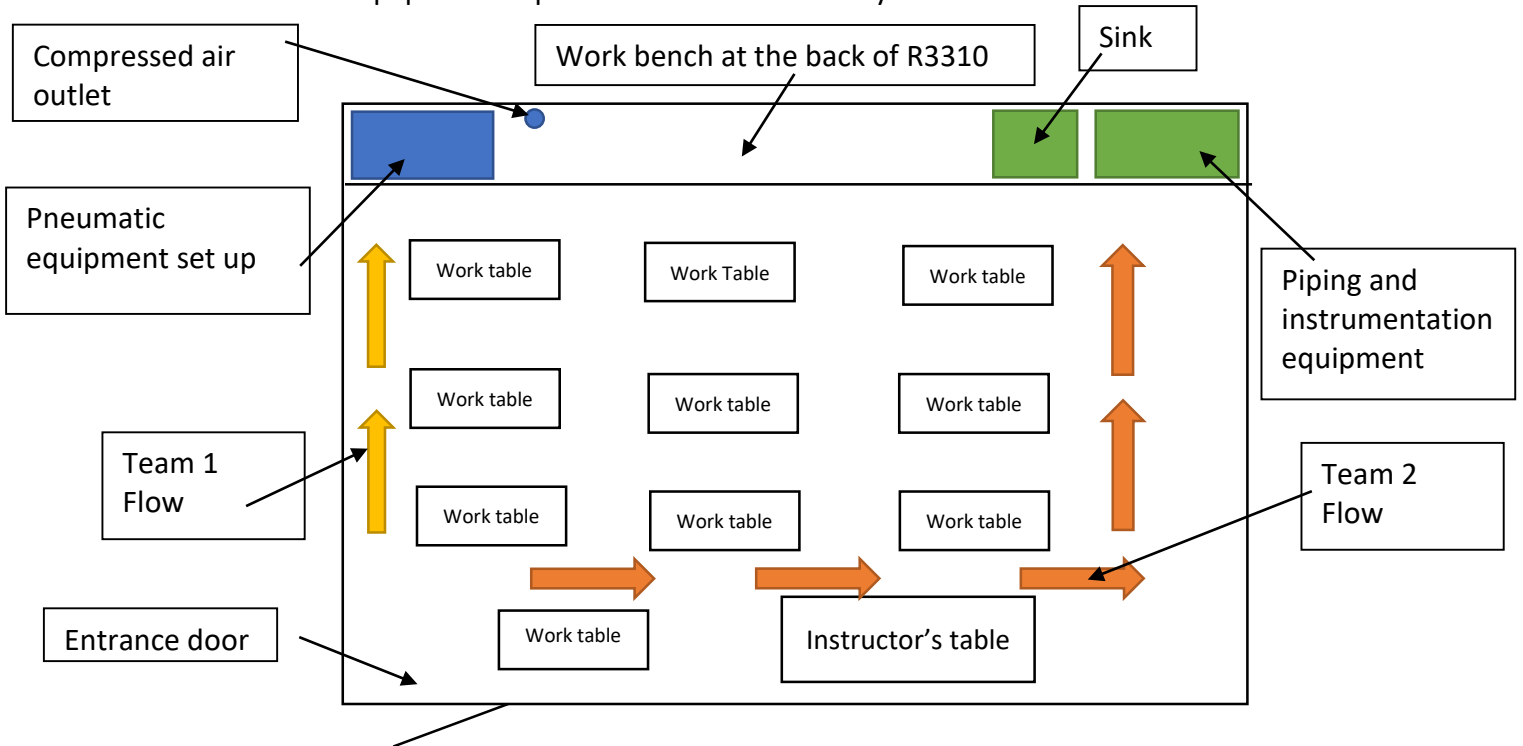 Compressed air
outlet
Work bench at the back of R3310
Sink
Pneumatic
equipment set up
Work table
Work Table
Work table
Piping and
instrumentation
equipment
Work table
Work table
Work table
Team 1
Flow
Team 2
Flow
Work table
Work table
Work table
Entrance door
Work table
Instructor’s table